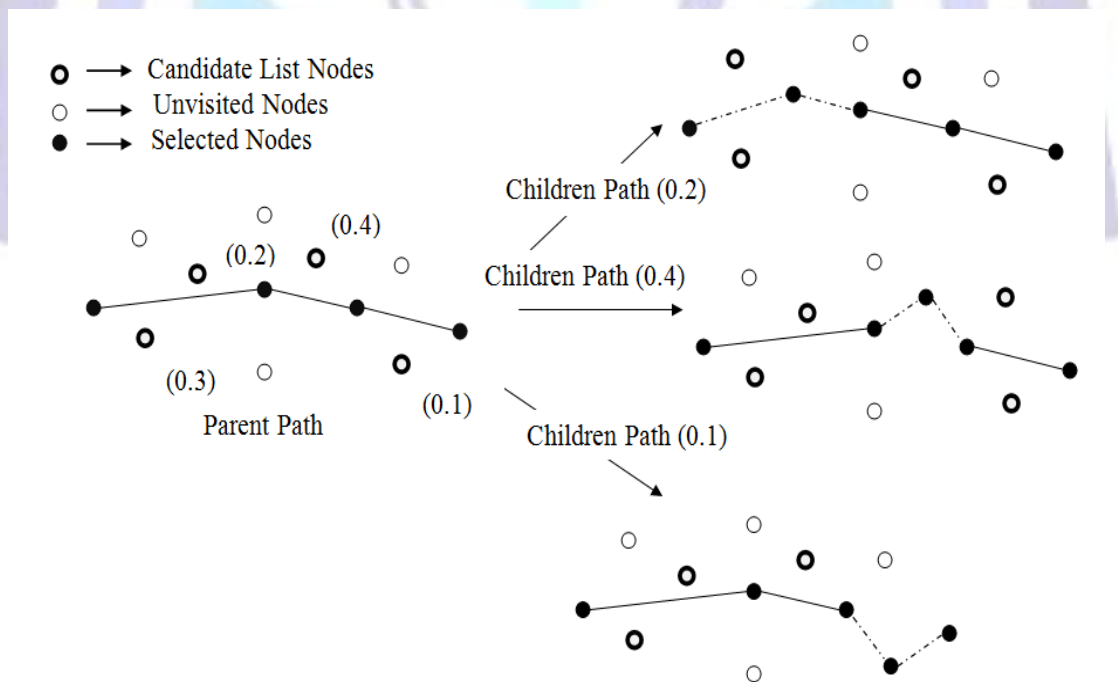 Candidate List Nodes
Unvisited Nodes
Selected Nodes
Children Path (0.2)
(0.4)
(0.2)
Children Path (0.4)
(0.3)
(0.1)
Parent Path
Children Path (0.1)